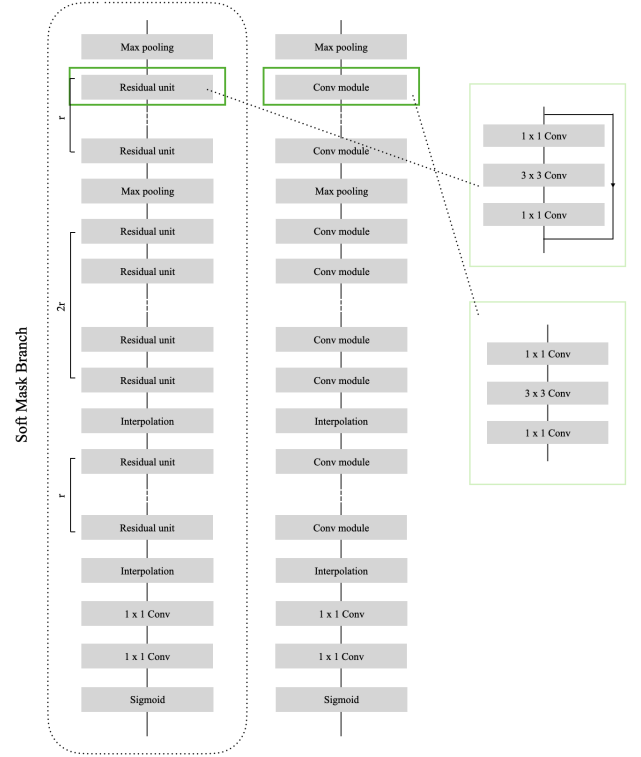 Soft Mask Branch
Max pooling
Residual unit
r
Residual unit
Max pooling
Residual unit
Residual unit
2r
Residual unit
Residual unit
Interpolation
Residual unit
r
Residual unit
Interpolation
1 x 1 Conv
1 x 1 Conv
Sigmoid
Max pooling
Conv module
Conv module
Max pooling
Conv module
Conv module
Conv module
Conv module
Interpolation
Conv module
Conv module
Interpolation
1 x 1 Conv
1 x 1 Conv
Sigmoid
1 x 1 Conv
3 x 3 Conv
1 x 1 Conv
1 x 1 Conv
3 x 3 Conv
1 x 1 Conv